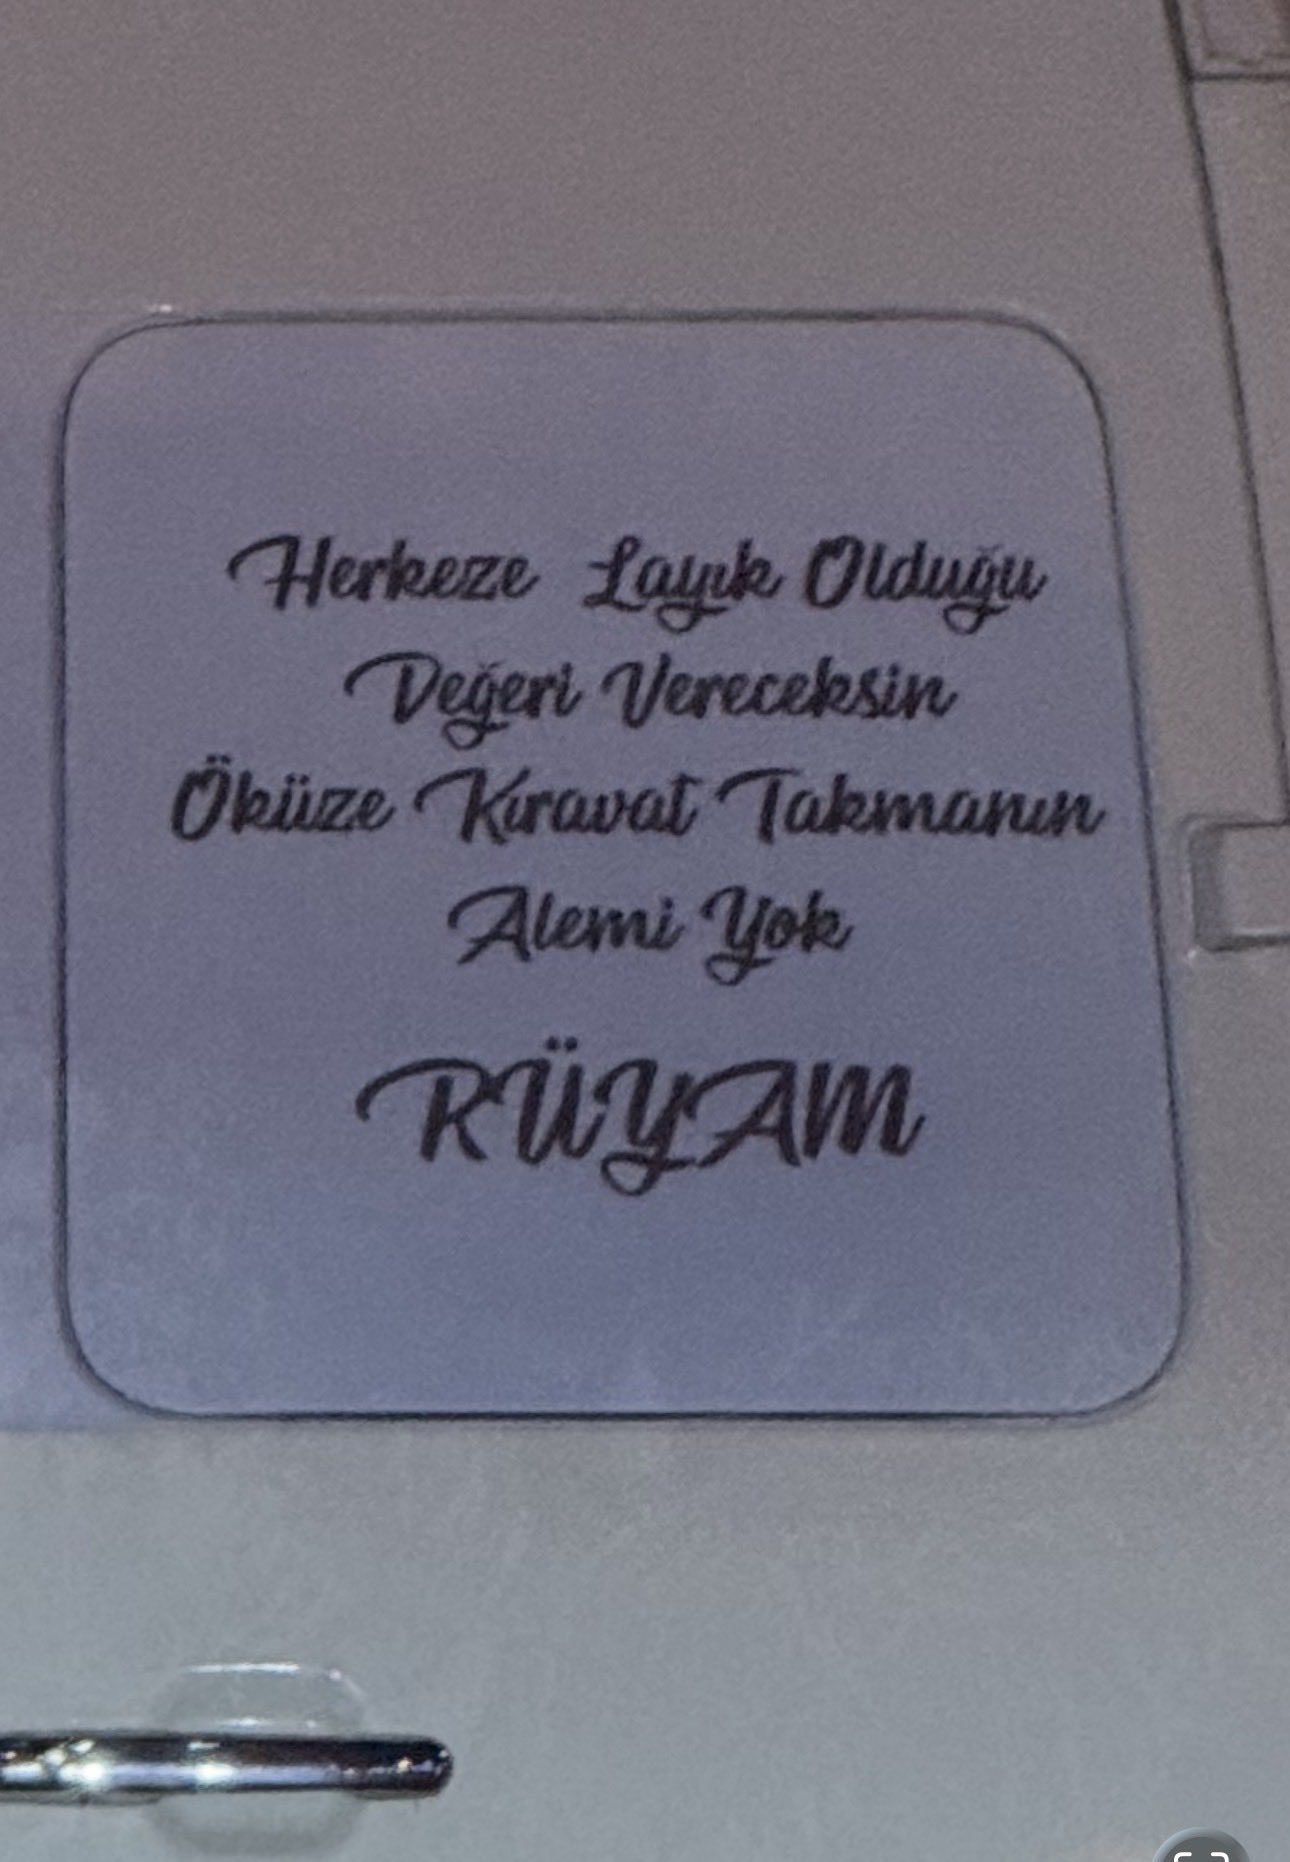 Herkeze Layık Olduğu
Değeri Vereceksin
Öküze Kıravat Takmanın
Alemi Yok
RÜYAM